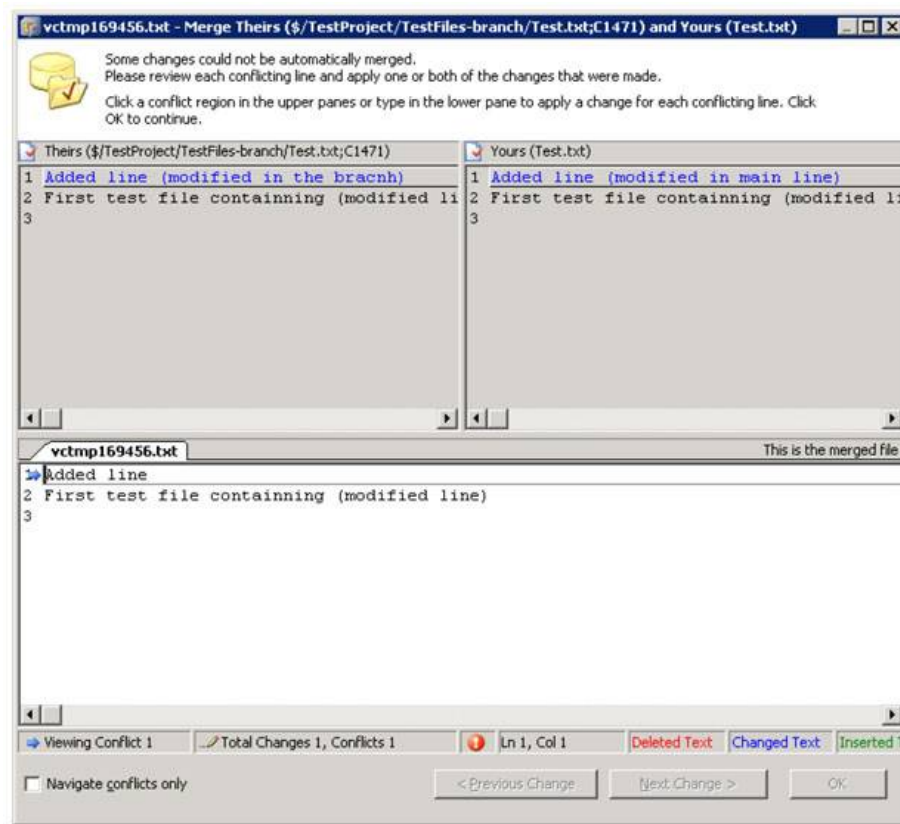 vctmp169456.txt - Merge Theirs ($/TestProject/TestFiles-branch/Test.txt;C1471) and Yours (Test.txt)
Some changes could not be automatically merged.
Please review each conflicting line and apply one or both of the changes that were made.
Click a conflict region in the upper panes or type in the lower pane to apply a change for each conflicting line. Click
OK to continue.
Theirs ($/TestProject/TestFiles-branch/Test.txt;C1471)
1 Added line (modified in the bracnh)
2 First test file containning (modified li
3
Yours (Test.txt)
1 Added line (modified in main line)
2 First test file containning (modified li
3
vctmp169456.txt
This is the merged file
Added line
2 First test file containning (modified line)
3
Viewing Conflict 1
Total Changes 1, Conflicts 1
Ln 1, Col 1
Deleted Text
Changed Text
Inserted T
Navigate conflicts only
< Previous Change
Next Change >
OK